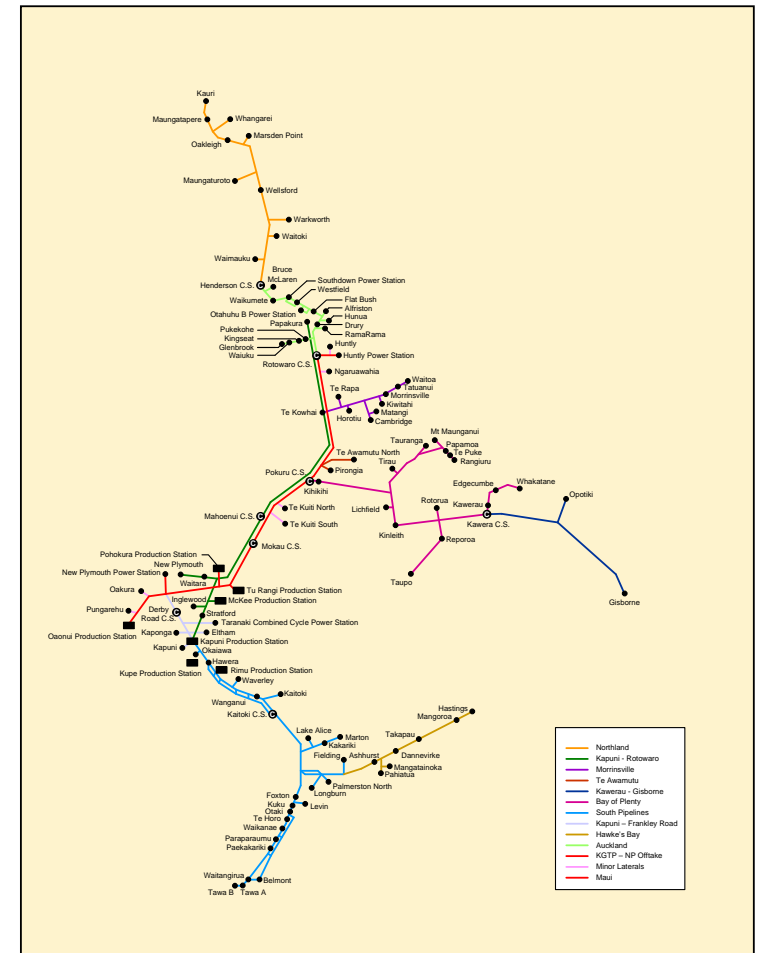 Kauri
Maungatapere
Whangarei
Marsden Point
Oakleigh
Maungaturoto
Wellsford
Warkworth
Waitoki
Waimauku
Bruce
McLaren
Henderson C.S.
Southdown Power Station
Westfield
Waikumete
Flat Bush
Alfriston
Otahuhu B Power Station
Hunua
Papakura
Drury
Pukekohe
RamaRama
Kingseat
Glenbrook
Huntly
Waiuku
Huntly Power Station
Rotowaro C.S.
Ngaruawahia
Waitoa
Te Rapa
Tatuanui
Morrinsville
Kiwitahi
Te Kowhai
Horotiu
Matangi
Cambridge
Mt Maunganui
Tauranga
Papamoa
Te Awamutu North
Te Puke
Tirau
Rangiuru
Pokuru C.S.
Pirongia
Kihikihi
Edgecumbe
Whakatane
Rotorua
Opotiki
Te Kuiti North
Lichfield
Kawerau
Mahoenui C.S.
Te Kuiti South
Kinleith
Kawera C.S.
Mokau C.S.
Reporoa
Pohokura Production Station
New Plymouth
New Plymouth Power Station
Waitara
Taupo
Oakura
Tu Rangi Production Station
Inglewood
McKee Production Station
Gisborne
Pungarehu
Derby
Road C.S.
Stratford
Taranaki Combined Cycle Power Station
Oaonui Production Station
Kaponga
Eltham
Kapuni
Kapuni Production Station
Okaiawa
Hawera
Kupe Production Station
Rimu Production Station
Waverley
Wanganui
Kaitoki
Kaitoki C.S.
Hastings
Mangoroa
Lake Alice
Marton
Takapau
Kakariki
Fielding
Ashhurst
Dannevirke
Mangatainoka
Pahiatua
Palmerston North
Longburn
Foxton
Kuku
Levin
Otaki
Te Horo
Waikanae
Paraparaumu
Paekakariki
Waitangirua
Belmont
Tawa B
Tawa A
Northland
Kapuni - Rotowaro
Morrinsville
Te Awamutu
Kawerau - Gisborne
Bay of Plenty
South Pipelines
Kapuni – Frankley Road
Hawke's Bay
Auckland
KGTP – NP Offtake
Minor Laterals
Maui
C
C
C
C
C
C
C
C